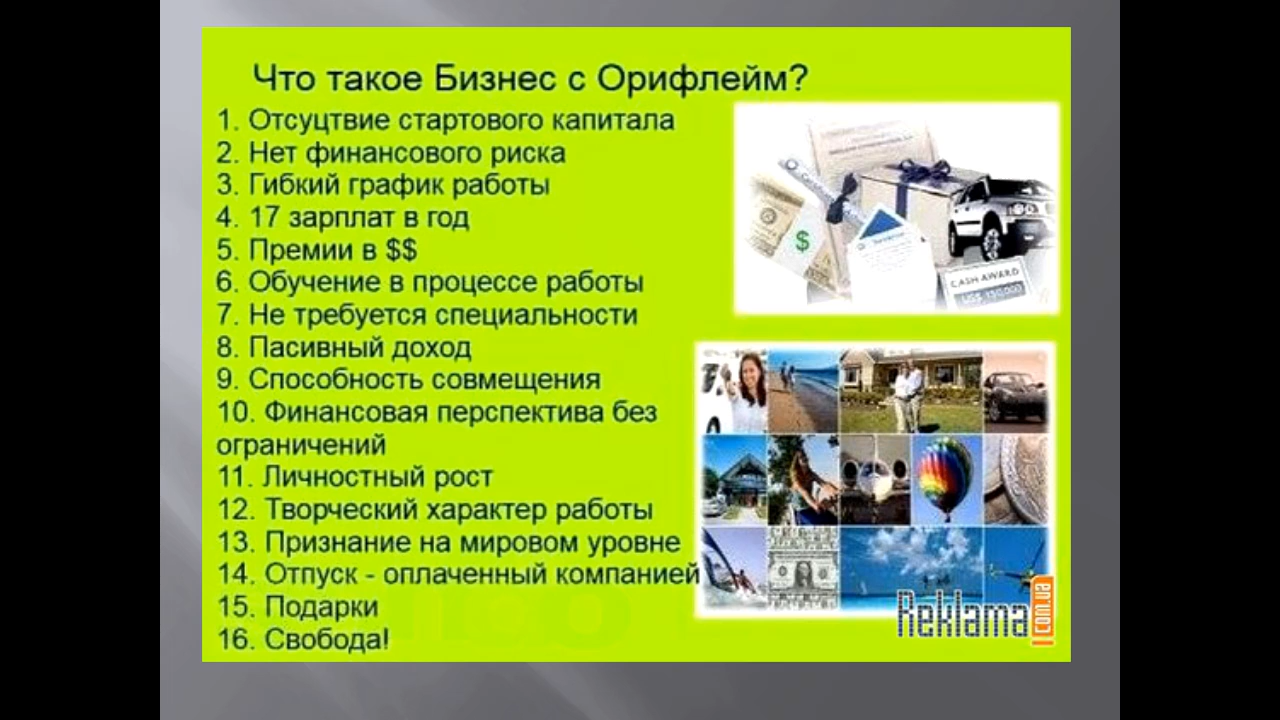 Что такое Бизнес с Орифлейм?
1. Отсуцтвие стартового капитала
2. Нет финансового риска
3. Гибкий график работы
4. 17 зарплат в год
5. Премии в $$
6. Обучение в процессе работы
7. Не требуется специальности
8. Пасивный доход
9. Способность совмещения
10. Финансовая перспектива без
ограничений
11. Личностный рост
12. Творческий характер работы
13. Признание на мировом уровне
14. Отпуск - оплаченный компанией
15. Подарки
16. Свобода!
$
CASH AWARD
US$ 150,000
Reklama
com.ua